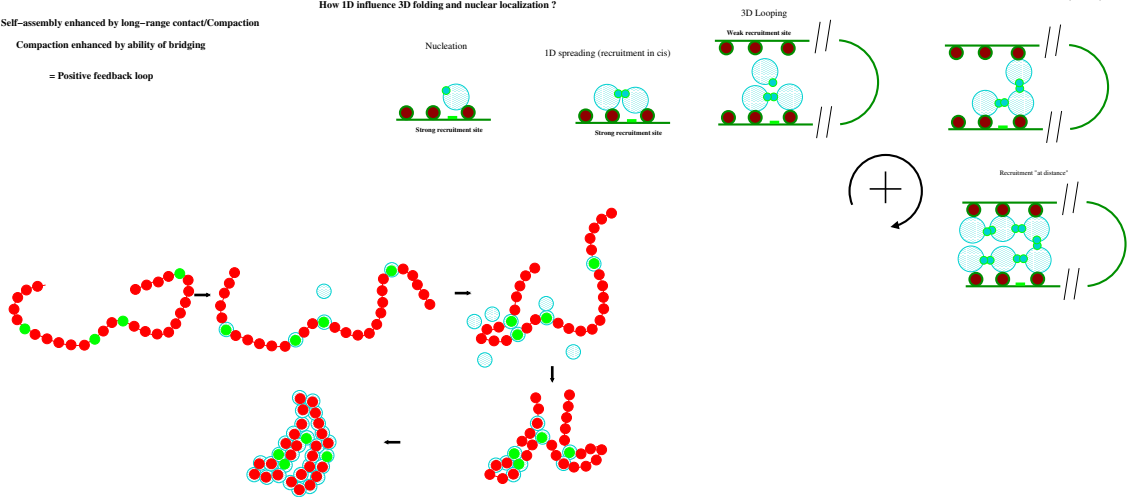 How 1D influence 3D folding and nuclear localization ?
Self−assembly enhanced by long−range contact/Compaction
Compaction enhanced by ability of bridging
= Positive feedback loop
Nucleation
Strong recruitment site
1D spreading (recruitment in cis)
Strong recruitment site
3D Looping
Weak recruitment site
Recruitment "at distance"